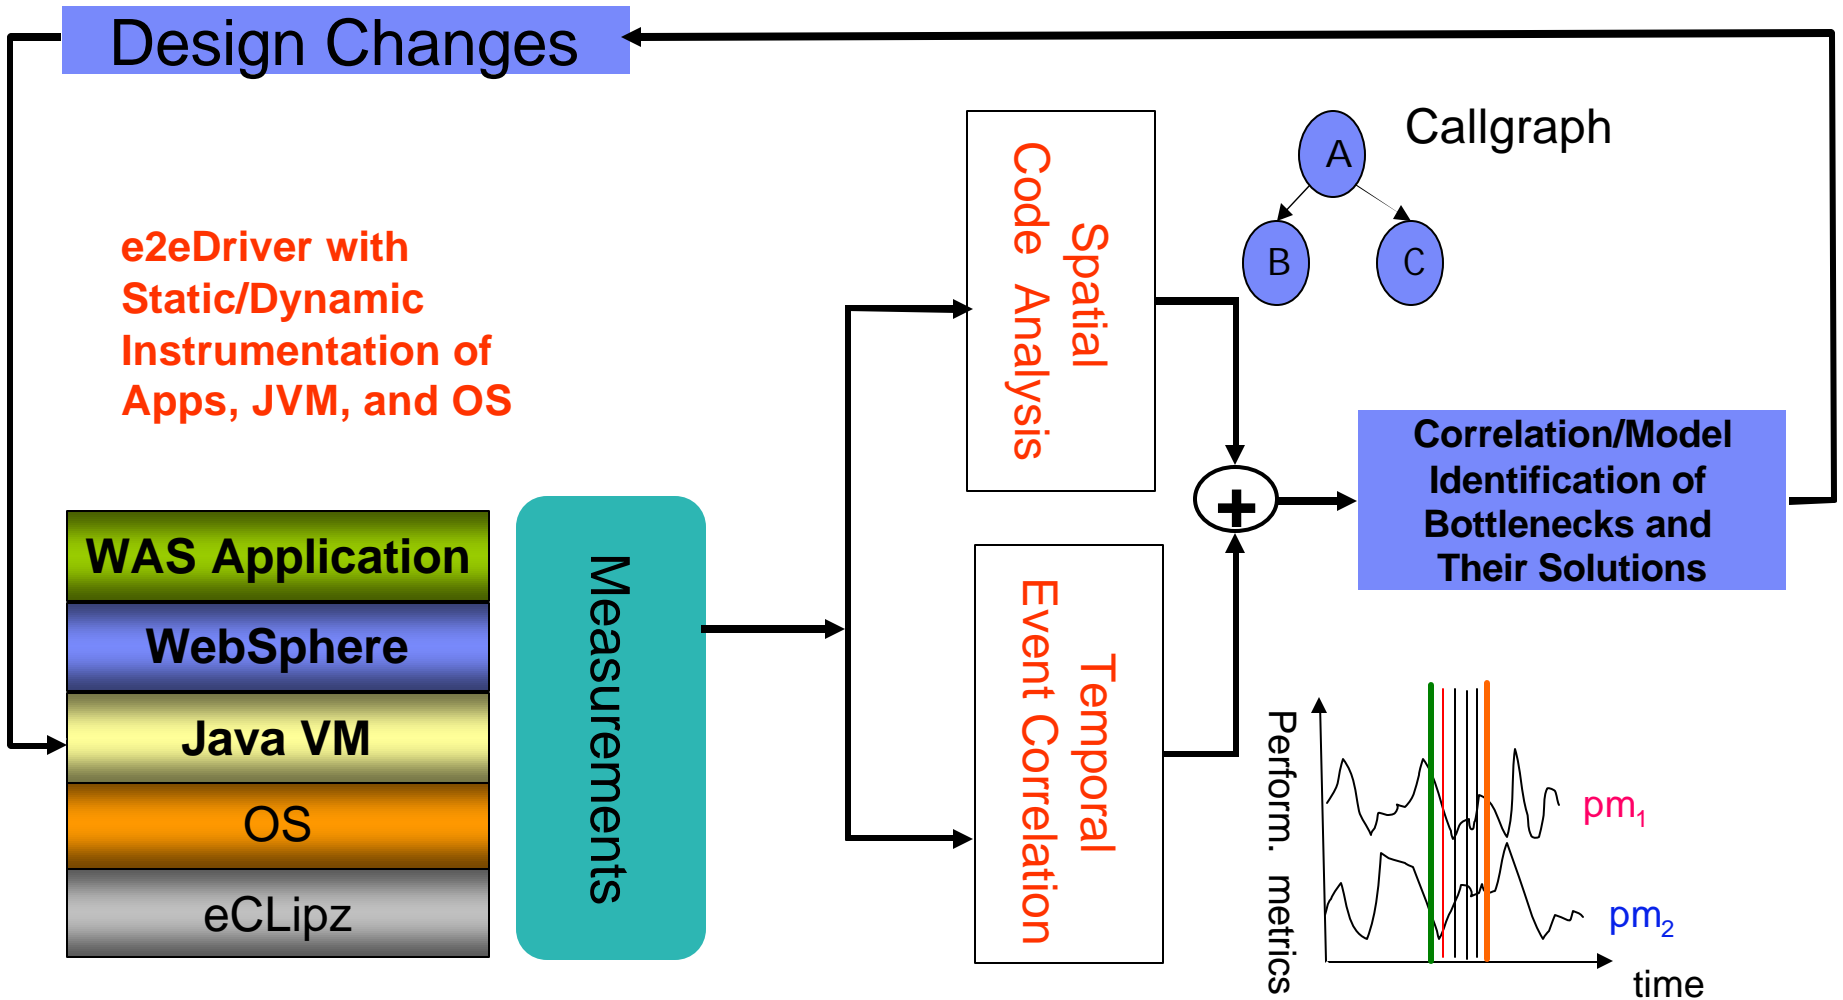 Design Changes
Callgraph
A
B
C
e2eDriver with
Static/Dynamic
Instrumentation of
Apps, JVM, and OS
Spatial
Code Analysis
WAS Application
WebSphere
Java VM
OS
eCLipz
Measurements
Temporal
Event Correlation
+
Correlation/Model
Identification of
Bottlenecks and
Their Solutions
Perform. metrics
pm1
pm2
time